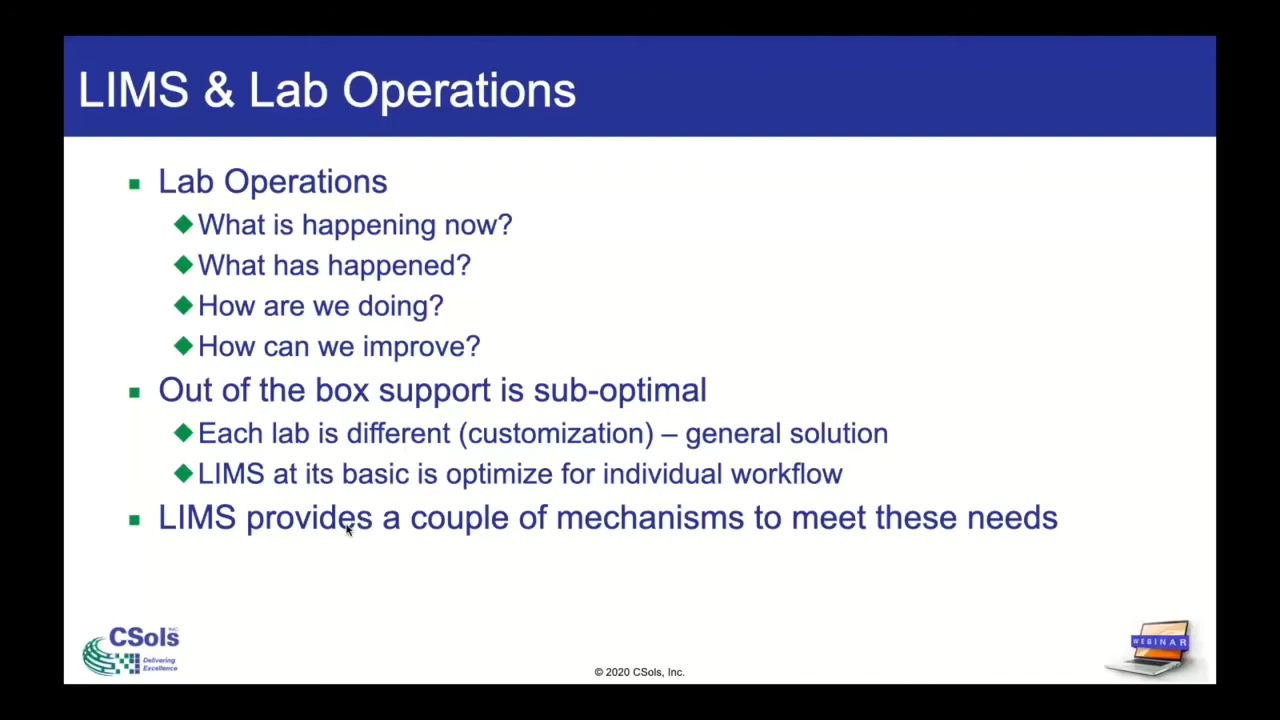 LIMS & Lab Operations
Lab Operations
What is happening now?
What has happened?
How are we doing?
How can we improve?
Out of the box support is sub-optimal
Each lab is different (customization) – general solution
LIMS at its basic is optimize for individual workflow
LIMS provides a couple of mechanisms to meet these needs
CSols INC.
Delivering
Excellence
© 2020 CSols, Inc.
WEBINAR